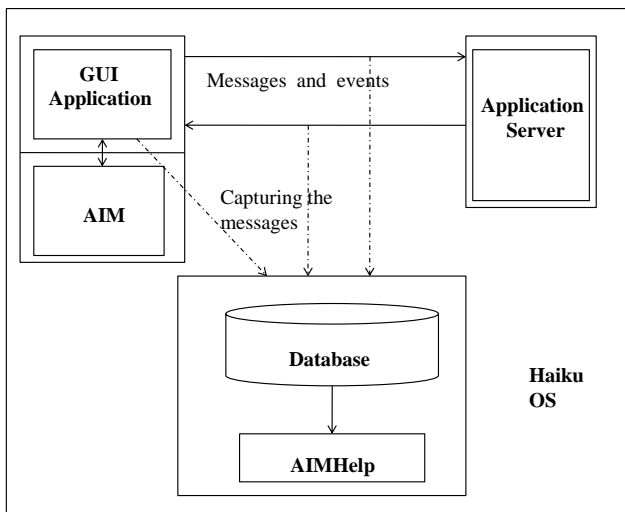 GUI
Application
Messages and events
Application
Server
AIM
Capturing the
messages
Database
Haiku
OS
AIMHelp